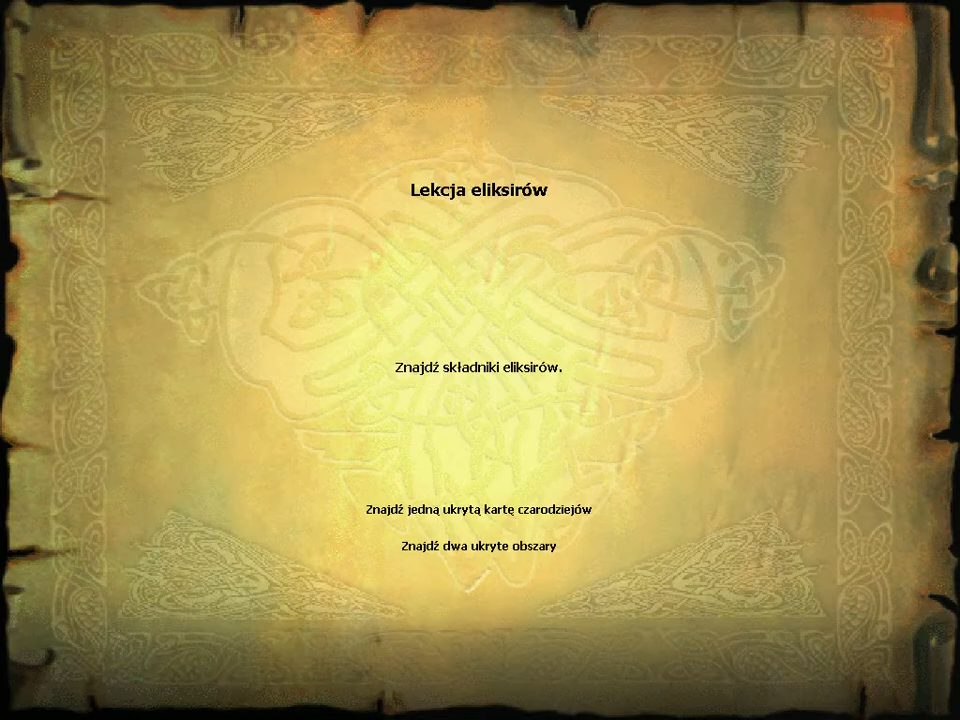 Lekcja eliksirów
Znajdź składniki eliksirów.
Znajdź jedną ukrytą kartę czarodziejów
Znajdź dwa ukryte obszary